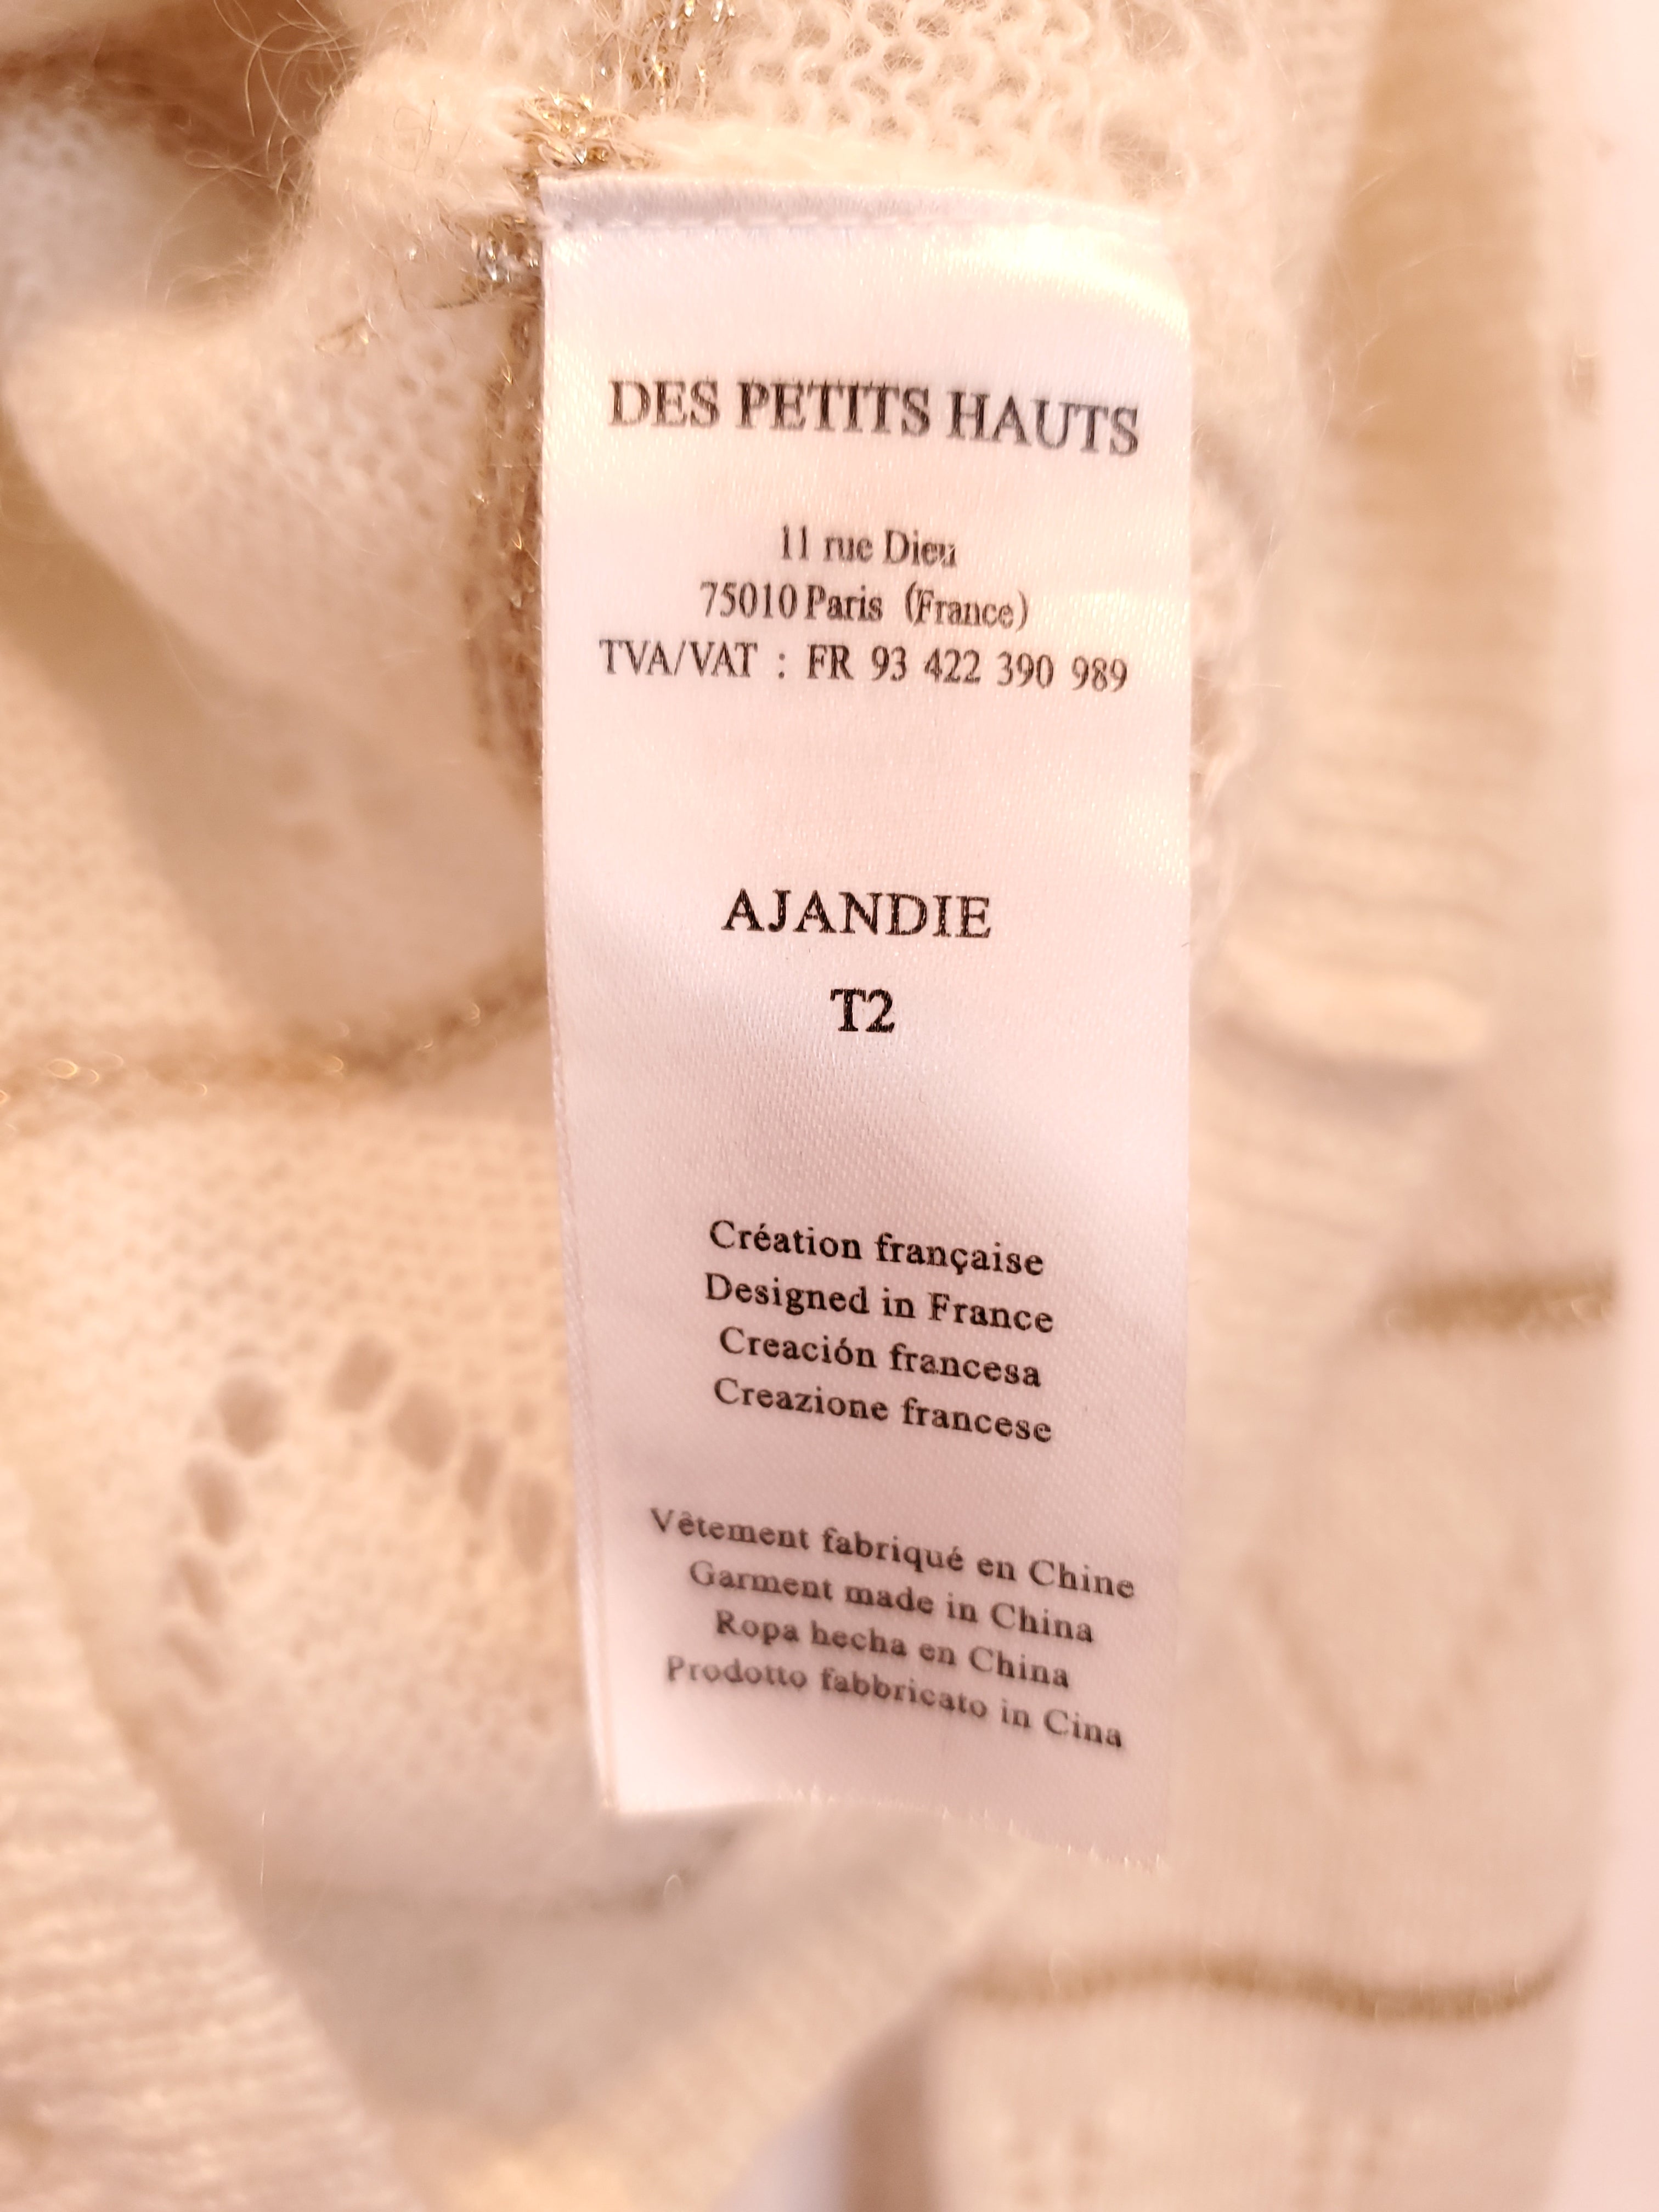 DES PETITS HAUTS
11 rue Dieu
75010 Paris (France)
TVA/VAT : FR 93 422 390 989
AJANDIE
T2
Création française
Designed in France
Creación francesa
Creazione francese
Vêtement fabriqué en Chine
Garment made in China
Ropa hecha en China
Prodotto fabbricato in Cina